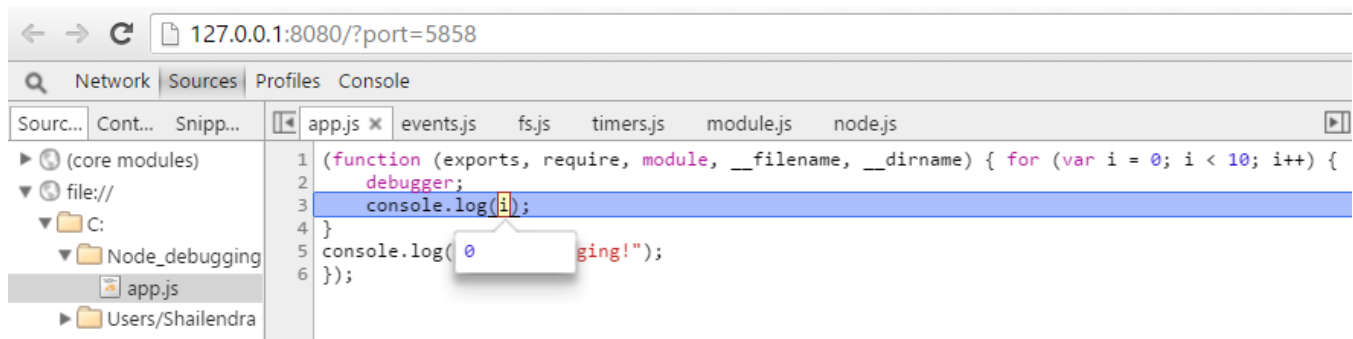 127.0.0.1:8080/?port=5858
Network Sources Profiles Console
Sourc... Cont... Snipp... app.js × events.js fs.js timers.js module.js node.js
(core modules)
file://
C:
Node_debugging
app.js
Users/Shailendra
1 (function (exports, require, module, __filename, __dirname) { for (var i = 0; i < 10; i++) {
2 debugger;
3 console.log(i);
4 }
5 console.log( ging!");
6 });
0